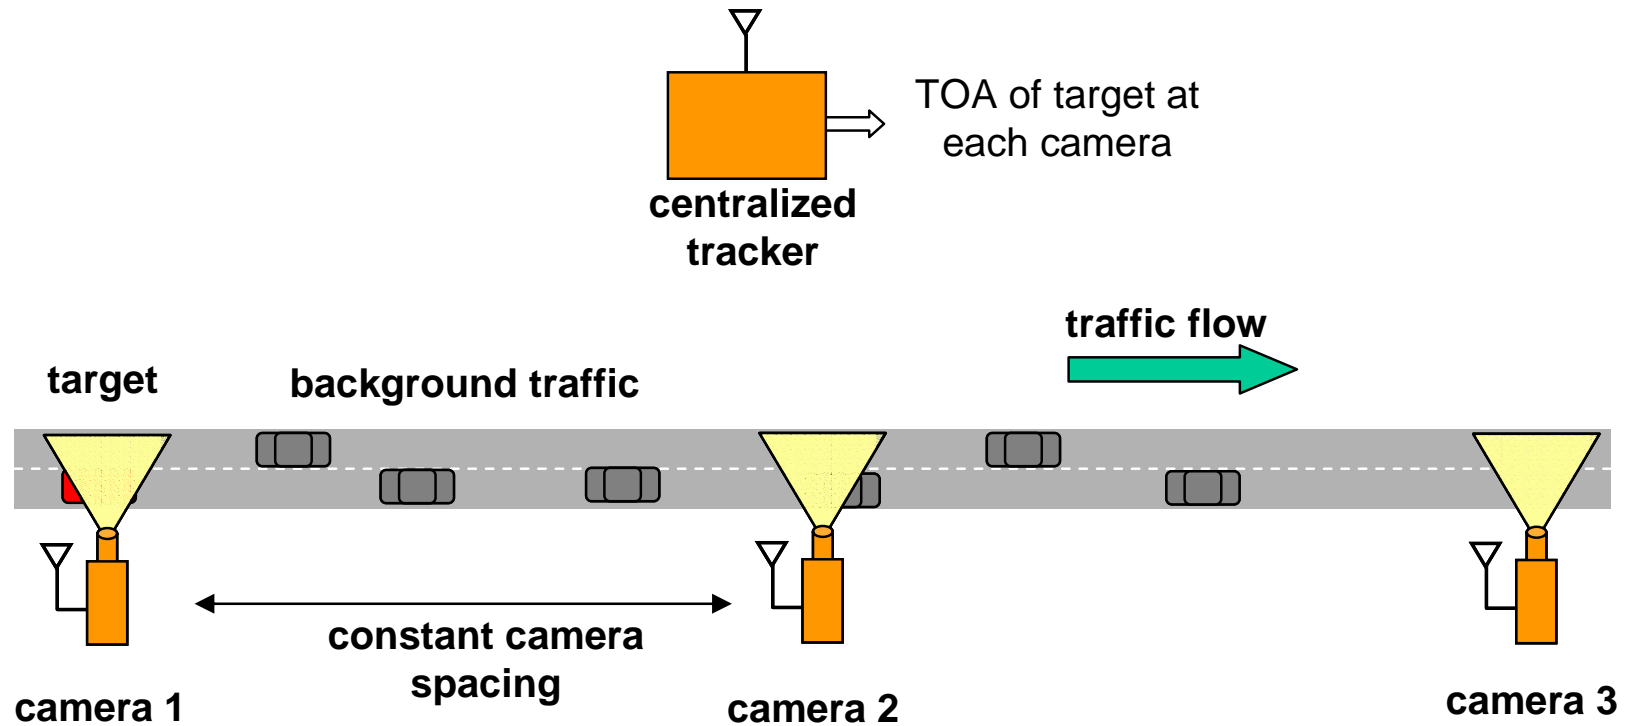 TOA of target at
each camera
centralized
tracker
traffic flow
target
background traffic
constant camera
spacing
camera 1
camera 2
camera 3